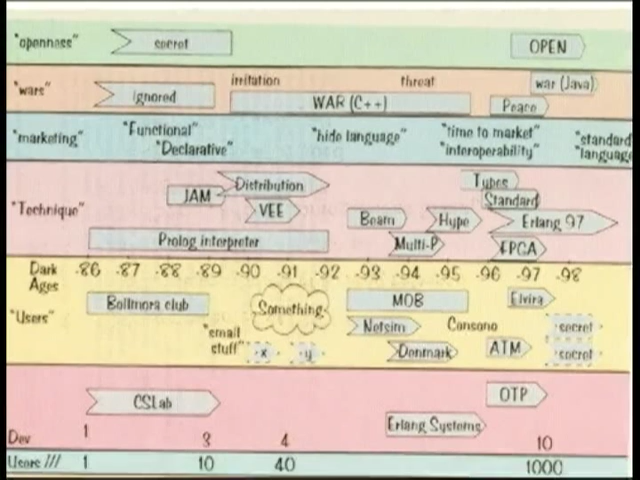 "openness" secret OPEN
irritation threat war (Java)
"wars" ignored WAR (C++) Peace
"Functional" "hide language" "time to market" "standard
"marketing" "Declarative" "interoperability" "language
Distribution Types
JAM Standard
"Technique" VEE Beam Hype Erlang 97
Prolog interpreter Multi-P FPGA
Dark Ages -86 -87 -88 -89 -90 -91 -92 -93 -94 -95 -96 -97 -98
Bollmora club Something MOB Elvira
"Users" Netsim Consono secret
"small stuff" x y Denmark ATM secret
CSLab OTP
Erlang Systems
Dev 1 3 4 10
Users /// 1 10 40 1000